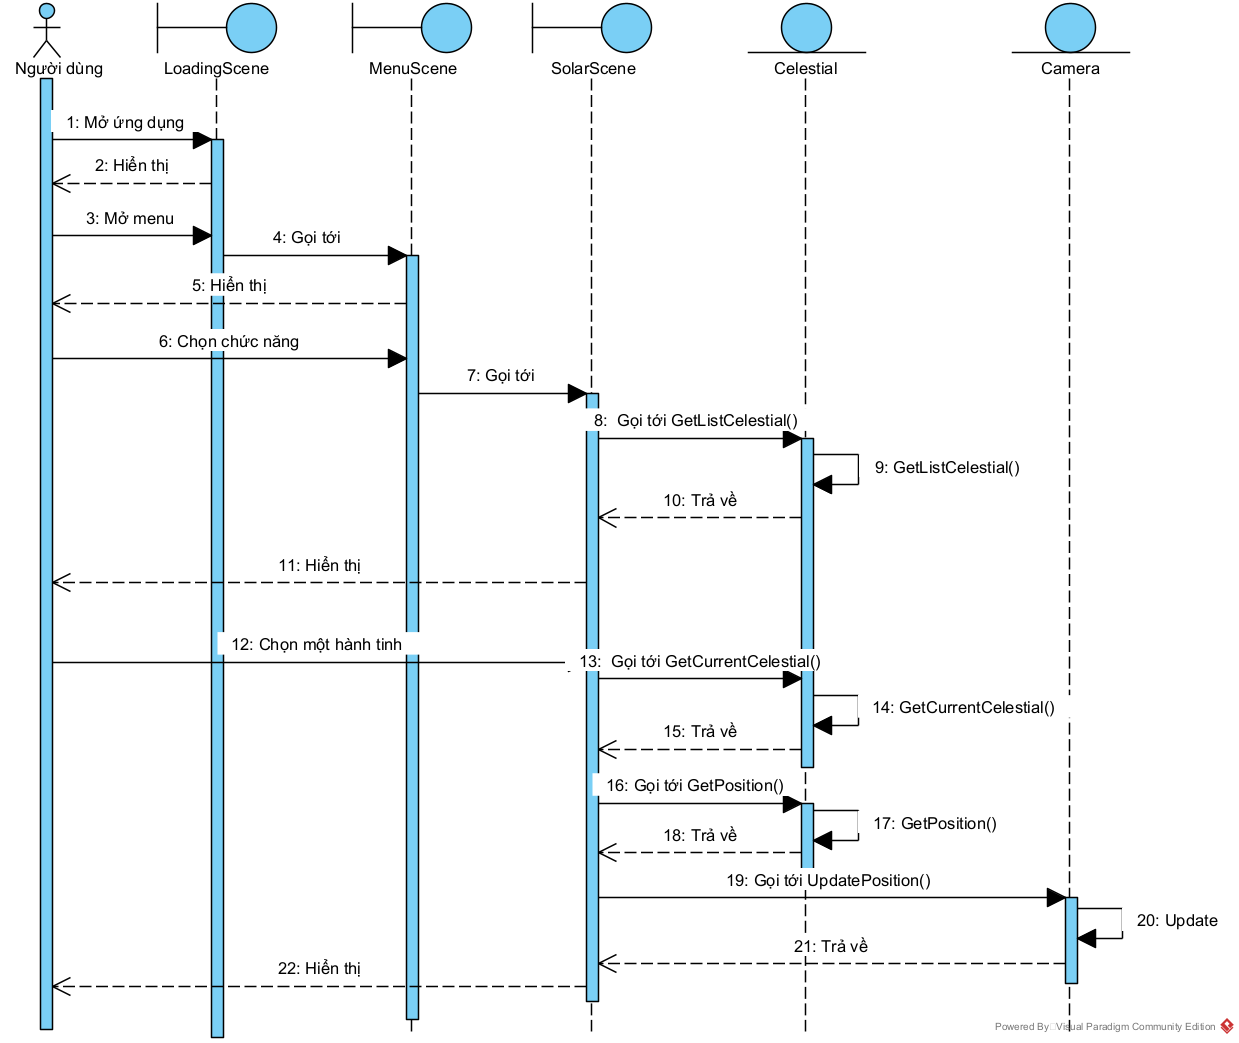 Người dùng
LoadingScene
MenuScene
SolarScene
Celestial
Camera
1: Mở ứng dụng
2: Hiển thị
3: Mở menu
4: Gọi tới
5: Hiển thị
6: Chọn chức năng
7: Gọi tới
8:  Gọi tới GetListCelestial()
9: GetListCelestial()
10: Trả về
11: Hiển thị
12: Chọn một hành tinh
13:  Gọi tới GetCurrentCelestial()
14: GetCurrentCelestial()
15: Trả về
16: Gọi tới GetPosition()
17: GetPosition()
18: Trả về
19: Gọi tới UpdatePosition()
20: Update
21: Trả về
22: Hiển thị
Powered By Visual Paradigm Community Edition